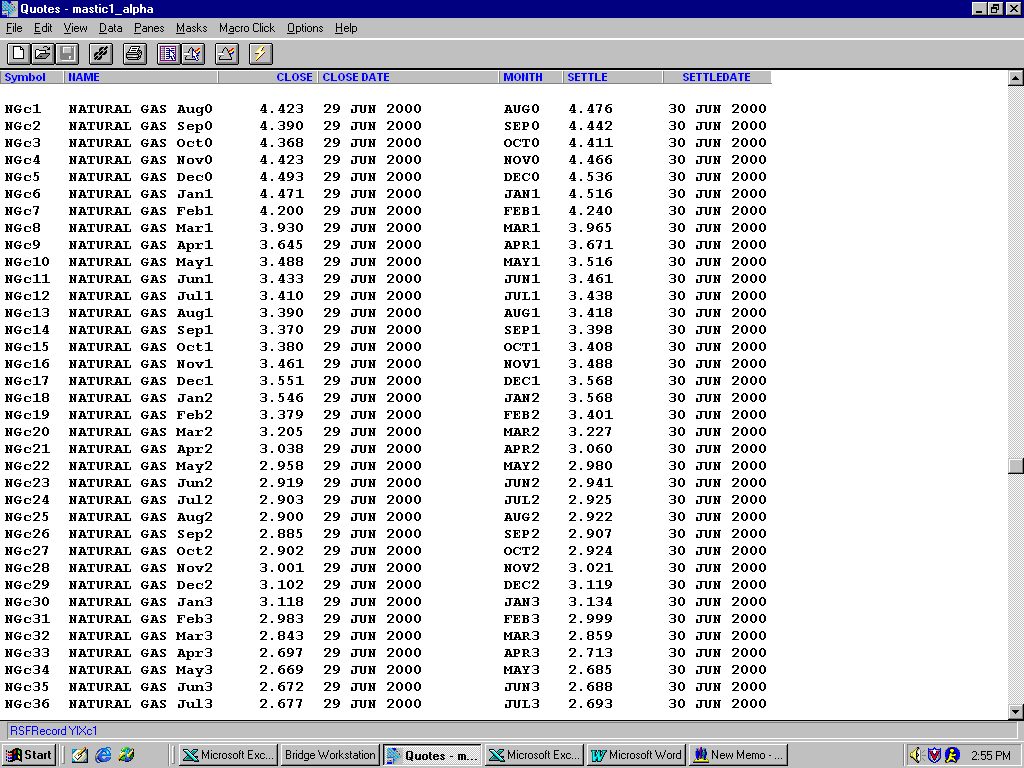 Quotes - mastic1_alpha
File Edit View Data Panes Masks Macro Click Options Help
Symbol NAME CLOSE CLOSE DATE MONTH SETTLE SETTLEDATE
NGc1 NATURAL GAS Aug0 4.423 29 JUN 2000 AUG0 4.476 30 JUN 2000
NGc2 NATURAL GAS Sep0 4.390 29 JUN 2000 SEP0 4.442 30 JUN 2000
NGc3 NATURAL GAS Oct0 4.368 29 JUN 2000 OCT0 4.411 30 JUN 2000
NGc4 NATURAL GAS Nov0 4.423 29 JUN 2000 NOV0 4.466 30 JUN 2000
NGc5 NATURAL GAS Dec0 4.493 29 JUN 2000 DEC0 4.536 30 JUN 2000
NGc6 NATURAL GAS Jan1 4.471 29 JUN 2000 JAN1 4.516 30 JUN 2000
NGc7 NATURAL GAS Feb1 4.200 29 JUN 2000 FEB1 4.240 30 JUN 2000
NGc8 NATURAL GAS Mar1 3.930 29 JUN 2000 MAR1 3.965 30 JUN 2000
NGc9 NATURAL GAS Apr1 3.645 29 JUN 2000 APR1 3.671 30 JUN 2000
NGc10 NATURAL GAS May1 3.488 29 JUN 2000 MAY1 3.516 30 JUN 2000
NGc11 NATURAL GAS Jun1 3.433 29 JUN 2000 JUN1 3.461 30 JUN 2000
NGc12 NATURAL GAS Jul1 3.410 29 JUN 2000 JUL1 3.438 30 JUN 2000
NGc13 NATURAL GAS Aug1 3.390 29 JUN 2000 AUG1 3.418 30 JUN 2000
NGc14 NATURAL GAS Sep1 3.370 29 JUN 2000 SEP1 3.398 30 JUN 2000
NGc15 NATURAL GAS Oct1 3.380 29 JUN 2000 OCT1 3.408 30 JUN 2000
NGc16 NATURAL GAS Nov1 3.461 29 JUN 2000 NOV1 3.488 30 JUN 2000
NGc17 NATURAL GAS Dec1 3.551 29 JUN 2000 DEC1 3.568 30 JUN 2000
NGc18 NATURAL GAS Jan2 3.546 29 JUN 2000 JAN2 3.568 30 JUN 2000
NGc19 NATURAL GAS Feb2 3.379 29 JUN 2000 FEB2 3.401 30 JUN 2000
NGc20 NATURAL GAS Mar2 3.205 29 JUN 2000 MAR2 3.227 30 JUN 2000
NGc21 NATURAL GAS Apr2 3.038 29 JUN 2000 APR2 3.060 30 JUN 2000
NGc22 NATURAL GAS May2 2.958 29 JUN 2000 MAY2 2.980 30 JUN 2000
NGc23 NATURAL GAS Jun2 2.919 29 JUN 2000 JUN2 2.941 30 JUN 2000
NGc24 NATURAL GAS Jul2 2.903 29 JUN 2000 JUL2 2.925 30 JUN 2000
NGc25 NATURAL GAS Aug2 2.900 29 JUN 2000 AUG2 2.922 30 JUN 2000
NGc26 NATURAL GAS Sep2 2.885 29 JUN 2000 SEP2 2.907 30 JUN 2000
NGc27 NATURAL GAS Oct2 2.902 29 JUN 2000 OCT2 2.924 30 JUN 2000
NGc28 NATURAL GAS Nov2 3.001 29 JUN 2000 NOV2 3.021 30 JUN 2000
NGc29 NATURAL GAS Dec2 3.102 29 JUN 2000 DEC2 3.119 30 JUN 2000
NGc30 NATURAL GAS Jan3 3.118 29 JUN 2000 JAN3 3.134 30 JUN 2000
NGc31 NATURAL GAS Feb3 2.983 29 JUN 2000 FEB3 2.999 30 JUN 2000
NGc32 NATURAL GAS Mar3 2.843 29 JUN 2000 MAR3 2.859 30 JUN 2000
NGc33 NATURAL GAS Apr3 2.697 29 JUN 2000 APR3 2.713 30 JUN 2000
NGc34 NATURAL GAS May3 2.669 29 JUN 2000 MAY3 2.685 30 JUN 2000
NGc35 NATURAL GAS Jun3 2.672 29 JUN 2000 JUN3 2.688 30 JUN 2000
NGc36 NATURAL GAS Jul3 2.677 29 JUN 2000 JUL3 2.693 30 JUN 2000
RSFRecord YIXc1
Start Microsoft Exc... Bridge Workstation Quotes - m... Microsoft Exc... Microsoft Word New Memo - ... 2:55 PM